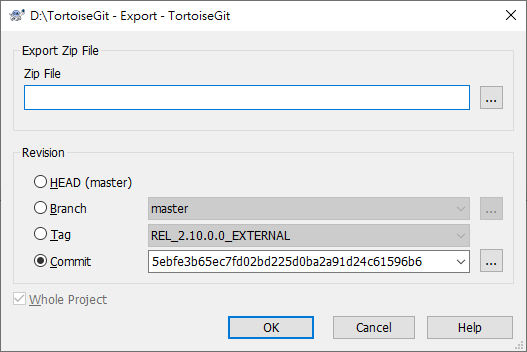 D:\TortoiseGit - Export - TortoiseGit
Export Zip File
Zip File
...
Revision
HEAD (master)
Branch
master
...
Tag
REL_2.10.0.0_EXTERNAL
Commit
5ebfe3b65ec7fd02bd225d0ba2a91d24c61596b6
...
Whole Project
OK
Cancel
Help